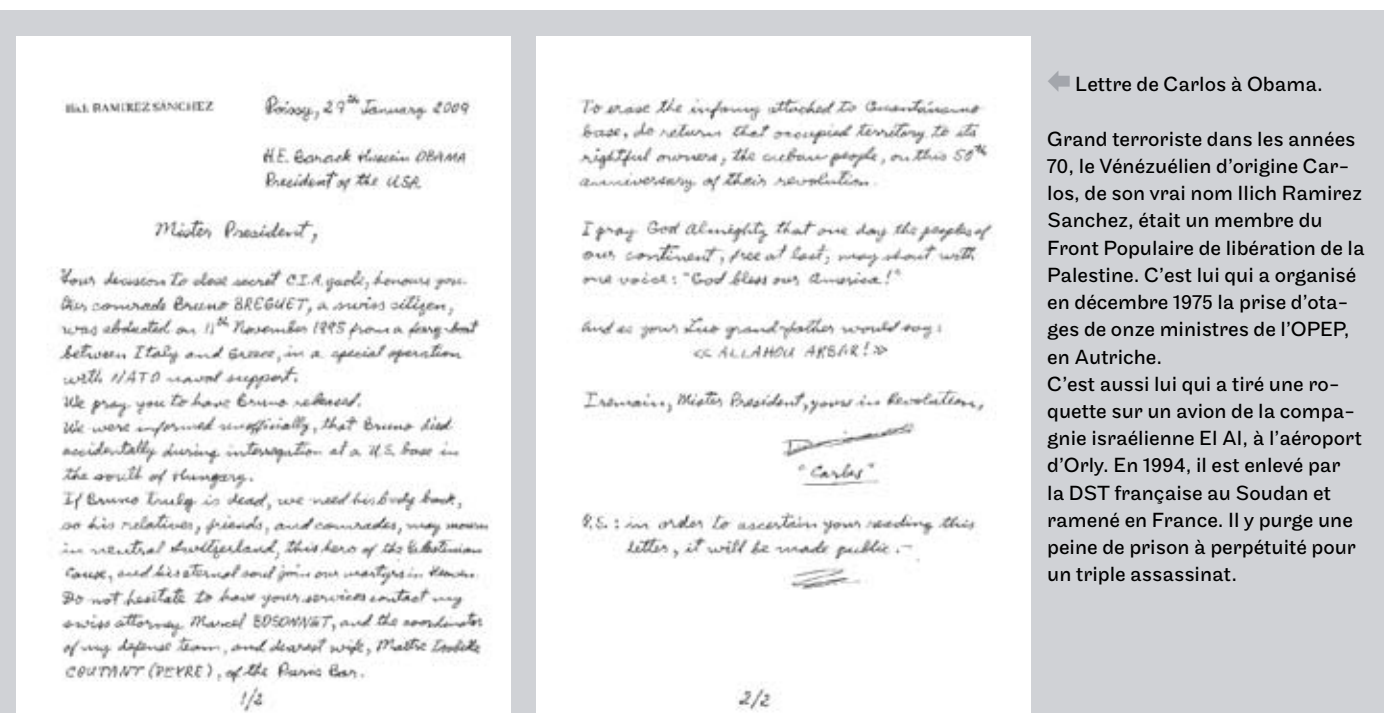 Ilich RAMIREZ SÁNCHEZ
Poissy, 29th January 2009
H.E. Barack Hussein OBAMA
President of the USA
Mister President,
Your decision to close secret C.I.A. gaols, honours you.
Our comrade Bruno BREGUET, a swiss citizen,
was abducted on 11th November 1995 from a ferry-boat
between Italy and Greece, in a special operation
with NATO naval support.
We pray you to have Bruno released.
We were informed unofficially, that Bruno died
accidentally during interrogation at a U.S. base in
the south of Hungary.
If Bruno truly is dead, we need his body back,
so his relatives, friends, and comrades, may mourn
in neutral Switzerland, this hero of the Palestinian
Cause, and his eternal soul join our martyrs in Heaven.
Do not hesitate to have your services contact my
swiss attorney Marcel BOSONNET, and the coordinator
of my defense team, and dearest wife, Maître Isabelle
COUTANT (PEYRE), of the Paris Bar.
1/2
To erase the infamy attached to Guantánamo
base, do return that occupied territory to its
rightful owners, the cuban people, on this 50th
anniversary of their revolution.
I pray God Almighty that one day the peoples of
our continent, free at last, may shout with
one voice: "God bless our America!"
And as your Luo grand-father would say:
<< ALLAHOU AKBAR! >>
I remain, Mister President, yours in Revolution,
"Carlos"
P.S.: in order to ascertain your reading this
letter, it will be made public.-
2/2
Lettre de Carlos à Obama.
Grand terroriste dans les années
70, le Vénézuélien d'origine Car-
los, de son vrai nom Ilich Ramirez
Sanchez, était un membre du
Front Populaire de libération de la
Palestine. C'est lui qui a organisé
en décembre 1975 la prise d'ota-
ges de onze ministres de l'OPEP,
en Autriche.
C'est aussi lui qui a tiré une ro-
quette sur un avion de la compa-
gnie israélienne El Al, à l'aéroport
d'Orly. En 1994, il est enlevé par
la DST française au Soudan et
ramené en France. Il y purge une
peine de prison à perpétuité pour
un triple assassinat.